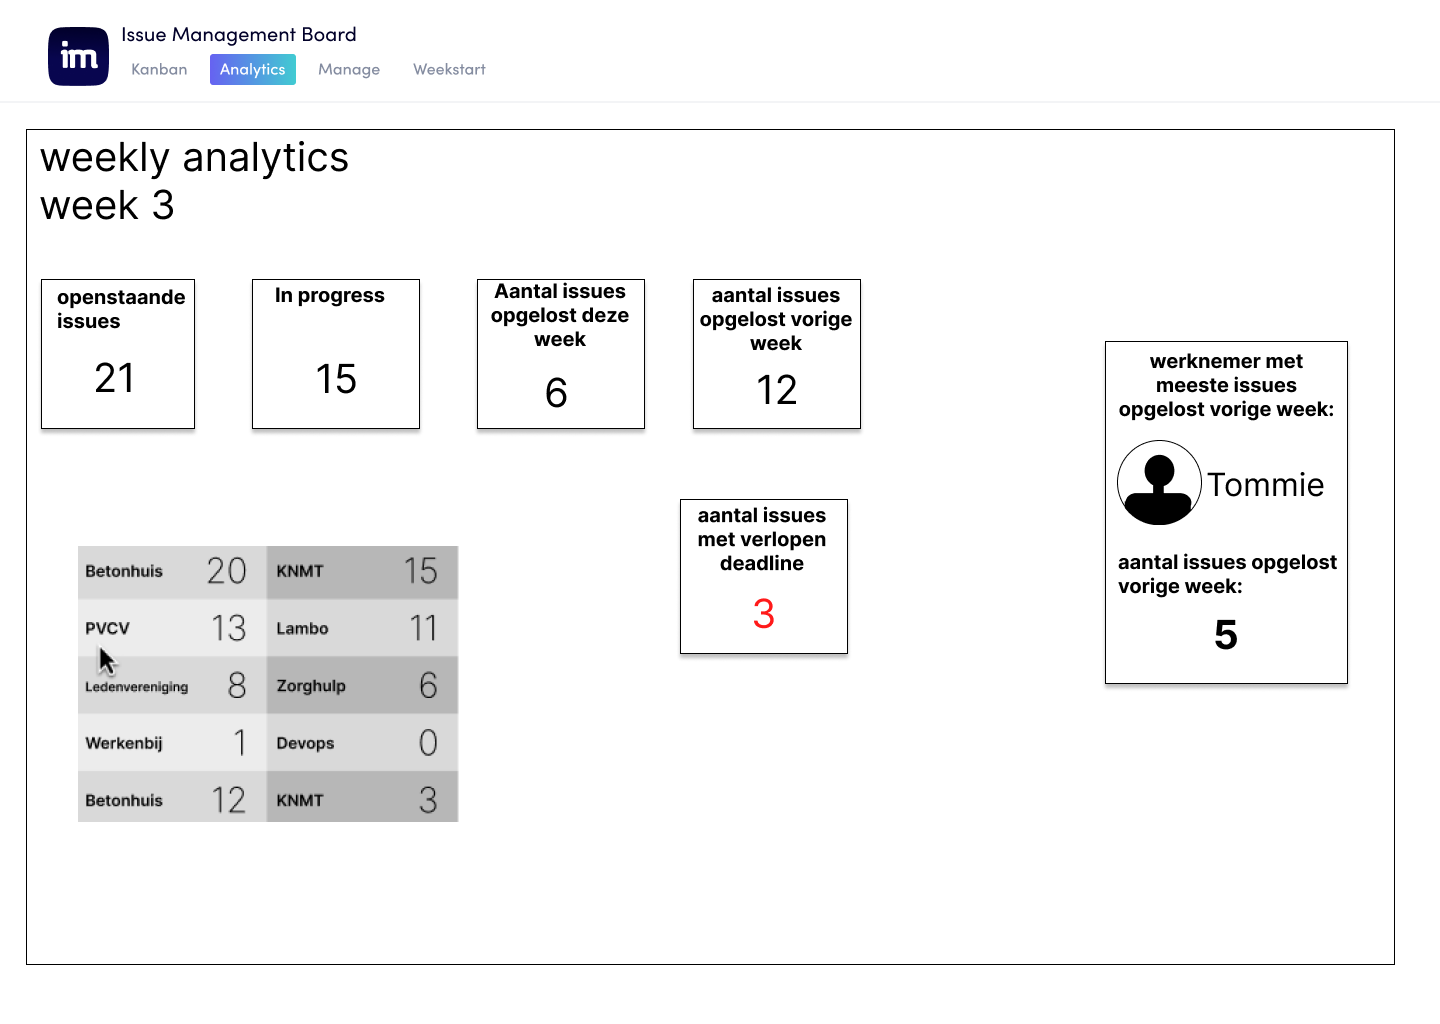 im
Issue Management Board
Kanban Analytics Manage Weekstart
weekly analytics
week 3
openstaande
issues
21
In progress
15
Aantal issues
opgelost deze
week
6
aantal issues
opgelost vorige
week
12
werknemer met
meeste issues
opgelost vorige week:
Tommie
aantal issues opgelost
vorige week:
5
aantal issues
met verlopen
deadline
3
Betonhuis 20 KNMT 15
PVCV 13 Lambo 11
Ledenvereniging 8 Zorghulp 6
Werkenbij 1 Devops 0
Betonhuis 12 KNMT 3